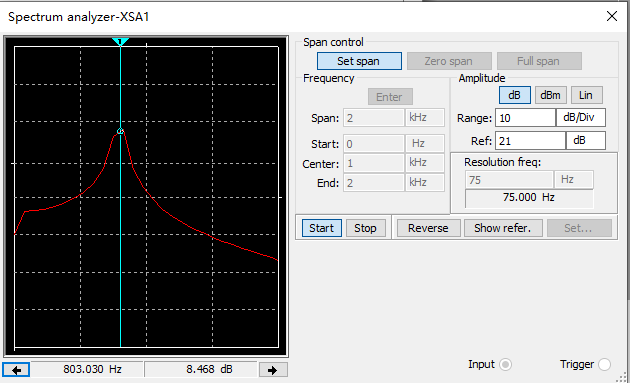 Spectrum analyzer-XSA1
1
Span control
Set span Zero span Full span
Frequency
Enter
Span: 2 kHz
Start: 0 Hz
Center: 1 kHz
End: 2 kHz
Amplitude
dB dBm Lin
Range: 10 dB/Div
Ref: 21 dB
Resolution freq:
75 Hz
75.000 Hz
Start Stop Reverse Show refer. Set...
803.030 Hz 8.468 dB
Input Trigger